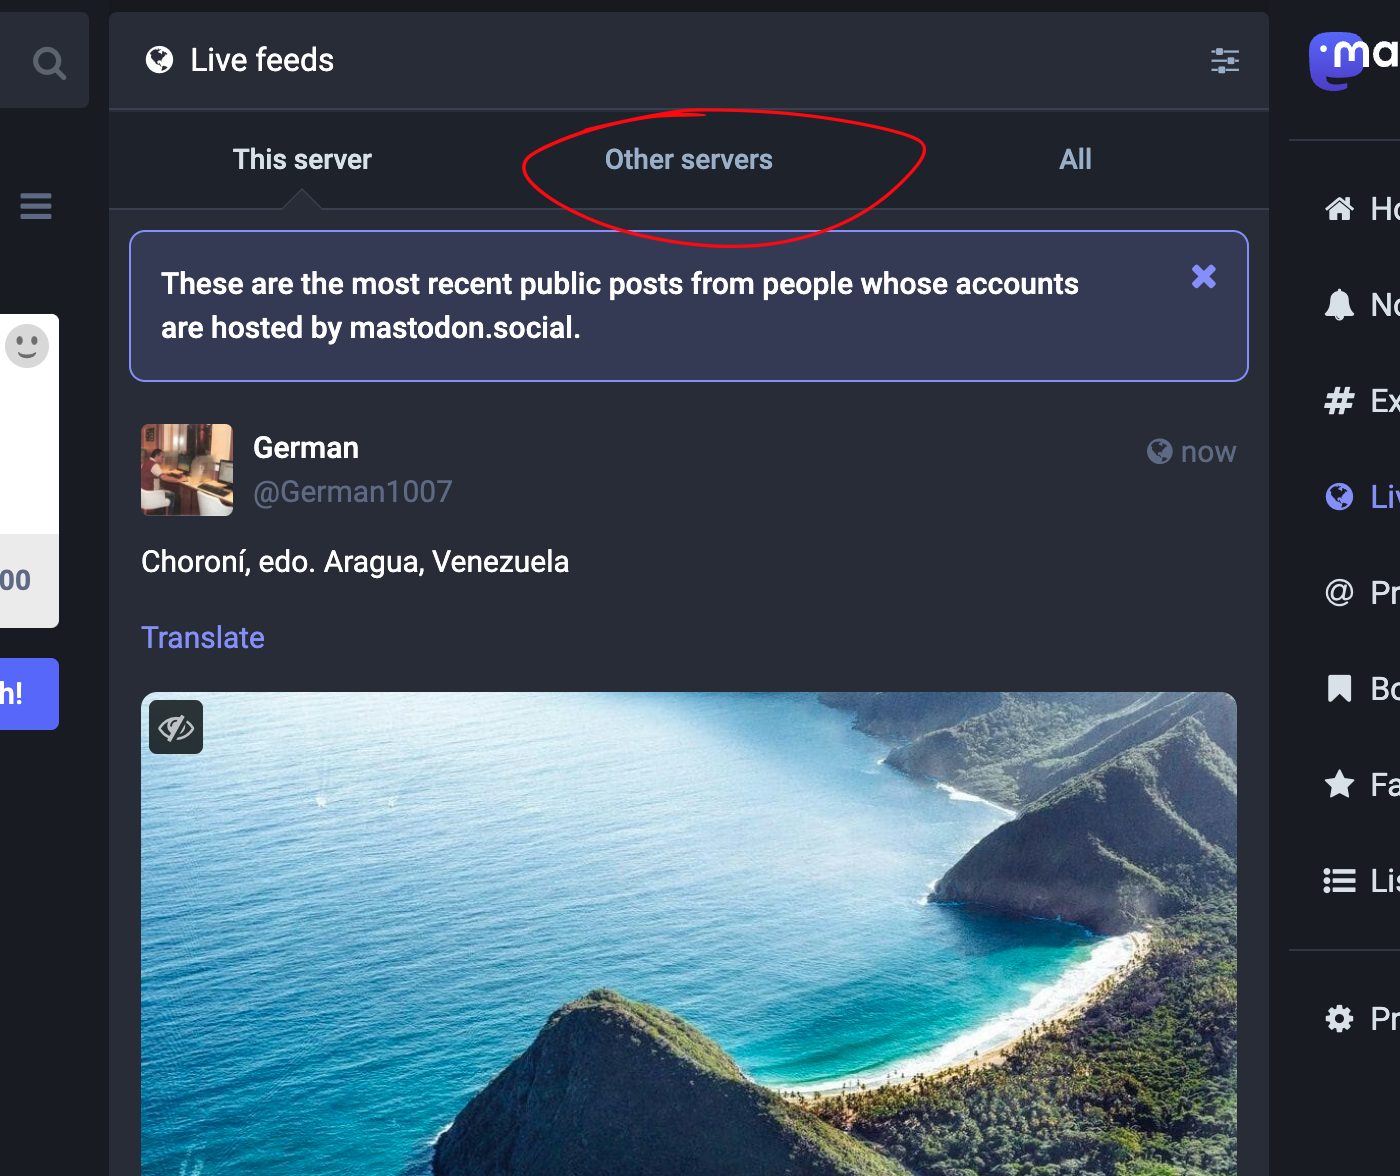 Live feeds
This server
Other servers
All
These are the most recent public posts from people whose accounts
are hosted by mastodon.social.
German
now
@German1007
Choroní, edo. Aragua, Venezuela
Translate
00
h!
ma
Ho
No
# Ex
Liv
@ Pr
Bo
Fa
Lis
Pr